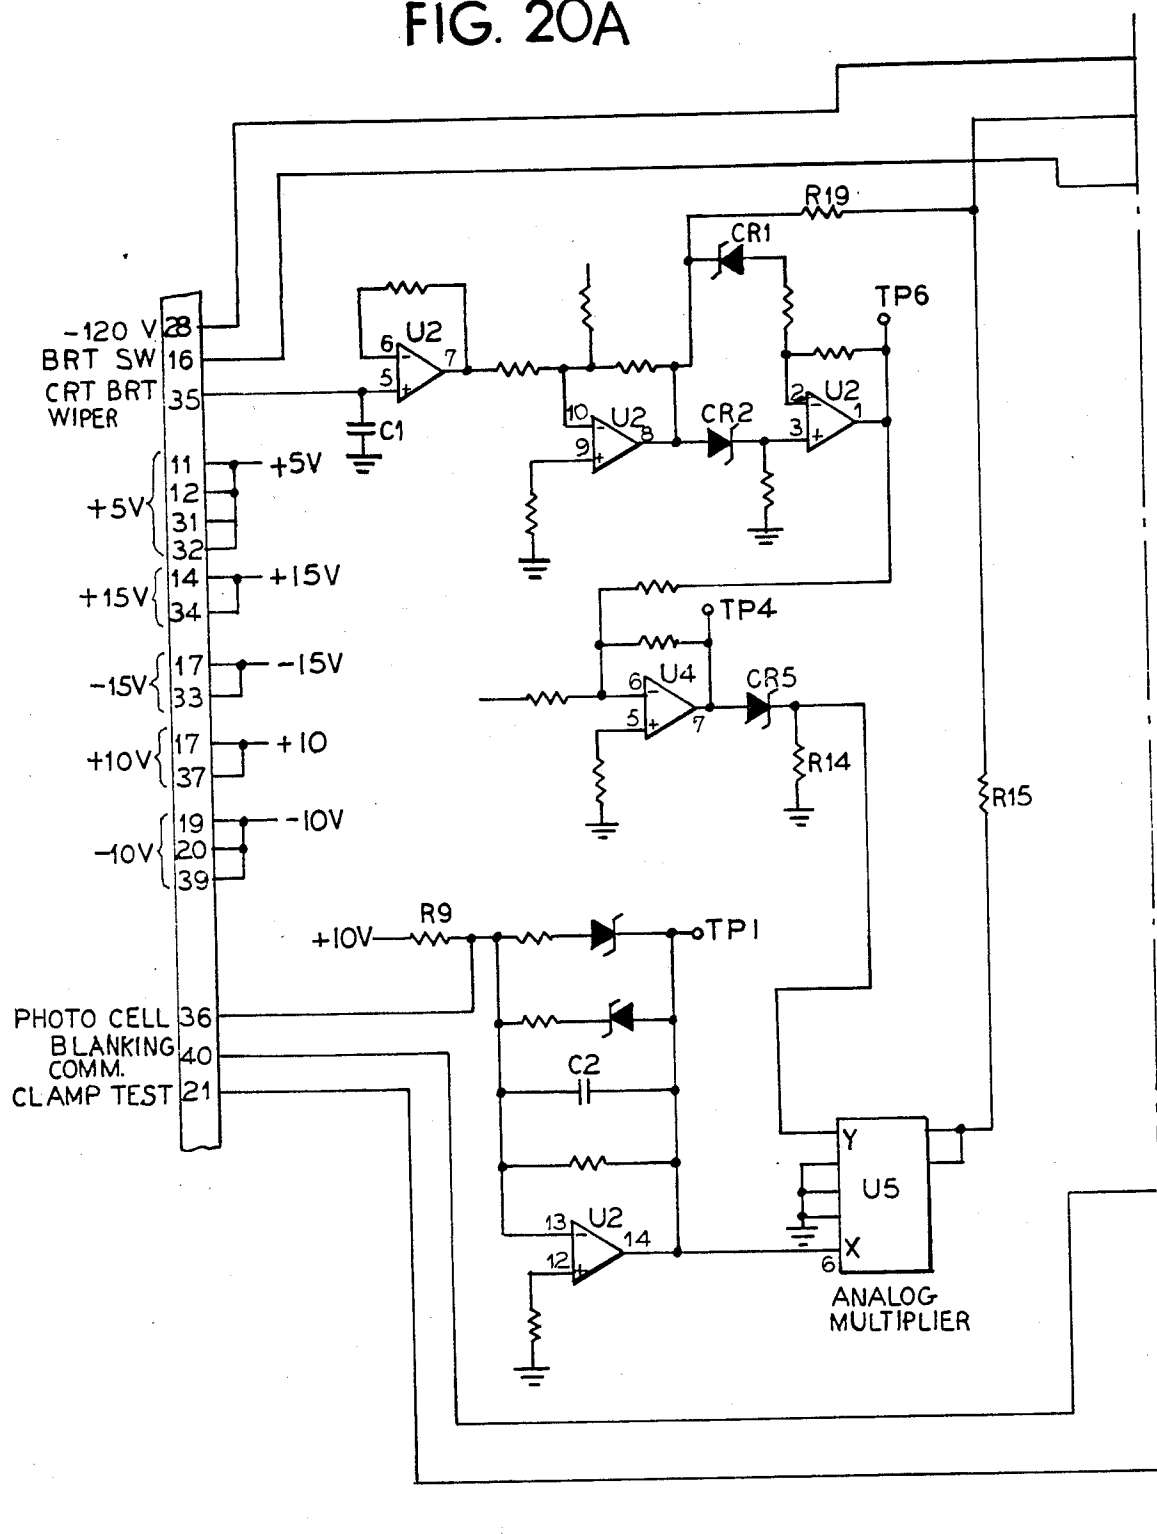 FIG. 20A
R19
CR1
TP6
-120 V 28
BRT SW 16
CRT BRT WIPER 35
U2
6
5
7
C1
10
9
U2
8
CR2
2
3
U2
1
+5V
11
12
31
32
+5V
+15V
14
34
+15V
-15V
17
33
-15V
+10V
17
37
+10
-10V
19
20
39
-10V
TP4
6
5
U4
7
CR5
R14
R15
+10V
R9
TP1
PHOTO CELL 36
BLANKING COMM. 40
CLAMP TEST 21
C2
13
12
U2
14
Y
U5
X
6
ANALOG
MULTIPLIER